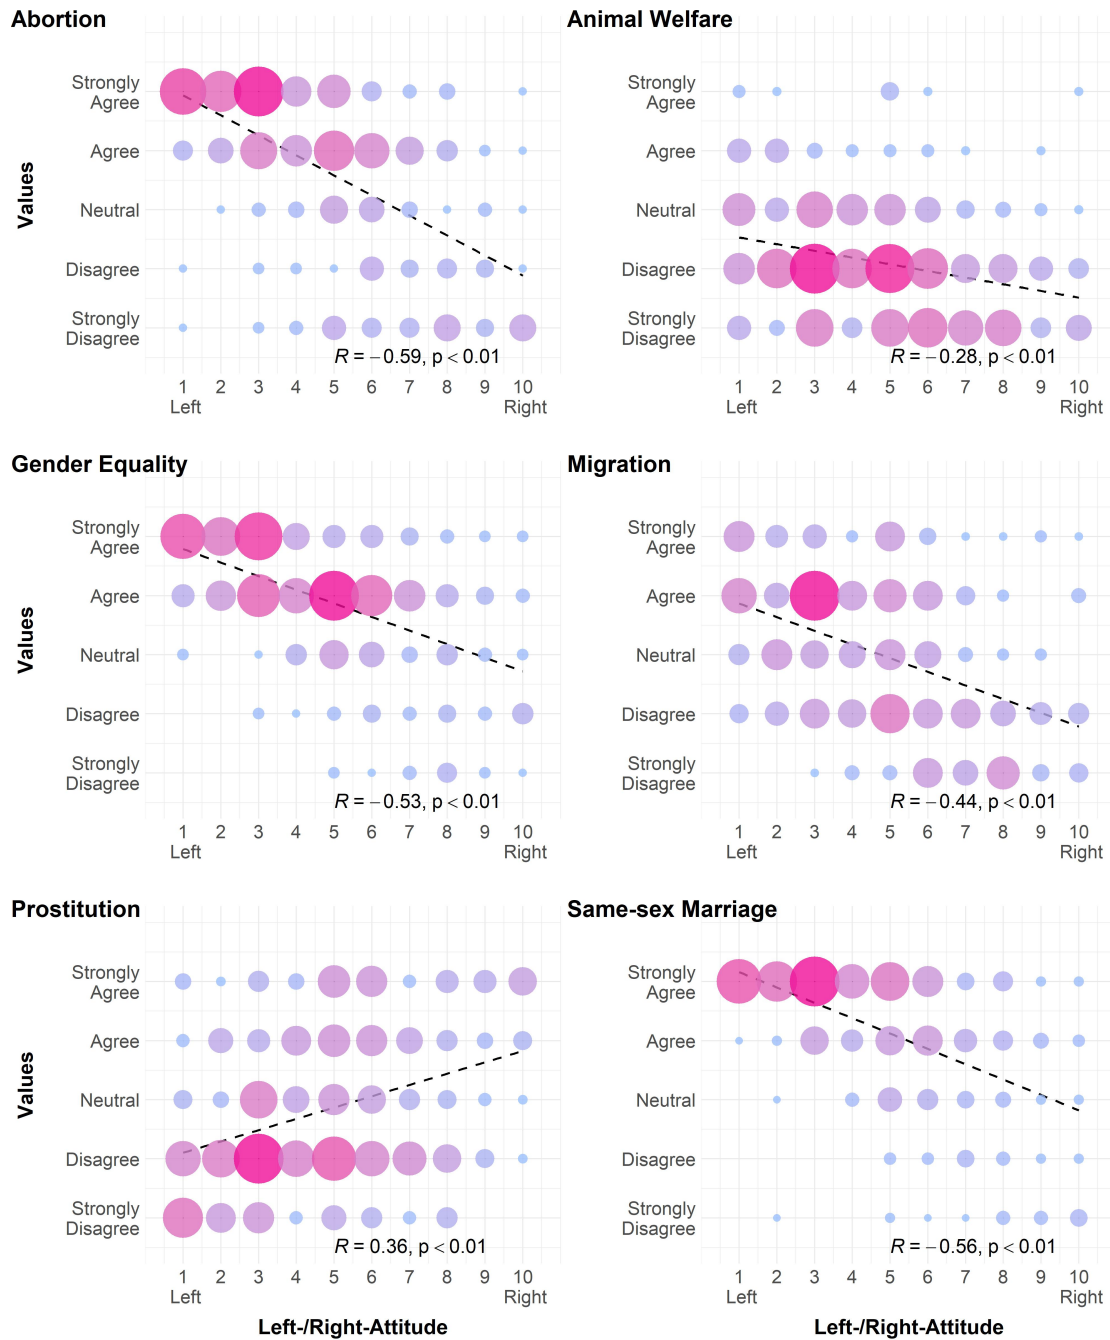 Abortion
Strongly
Agree
Agree
Neutral
Disagree
Strongly
Disagree
Values
R = −0.59, p < 0.01
1 2 3 4 5 6 7 8 9 10
Left Right
Animal Welfare
Strongly
Agree
Agree
Neutral
Disagree
Strongly
Disagree
R = −0.28, p < 0.01
1 2 3 4 5 6 7 8 9 10
Left Right
Gender Equality
Strongly
Agree
Agree
Neutral
Disagree
Strongly
Disagree
Values
R = −0.53, p < 0.01
1 2 3 4 5 6 7 8 9 10
Left Right
Migration
Strongly
Agree
Agree
Neutral
Disagree
Strongly
Disagree
R = −0.44, p < 0.01
1 2 3 4 5 6 7 8 9 10
Left Right
Prostitution
Strongly
Agree
Agree
Neutral
Disagree
Strongly
Disagree
Values
R = 0.36, p < 0.01
1 2 3 4 5 6 7 8 9 10
Left Right
Left-/Right-Attitude
Same-sex Marriage
Strongly
Agree
Agree
Neutral
Disagree
Strongly
Disagree
R = −0.56, p < 0.01
1 2 3 4 5 6 7 8 9 10
Left Right
Left-/Right-Attitude